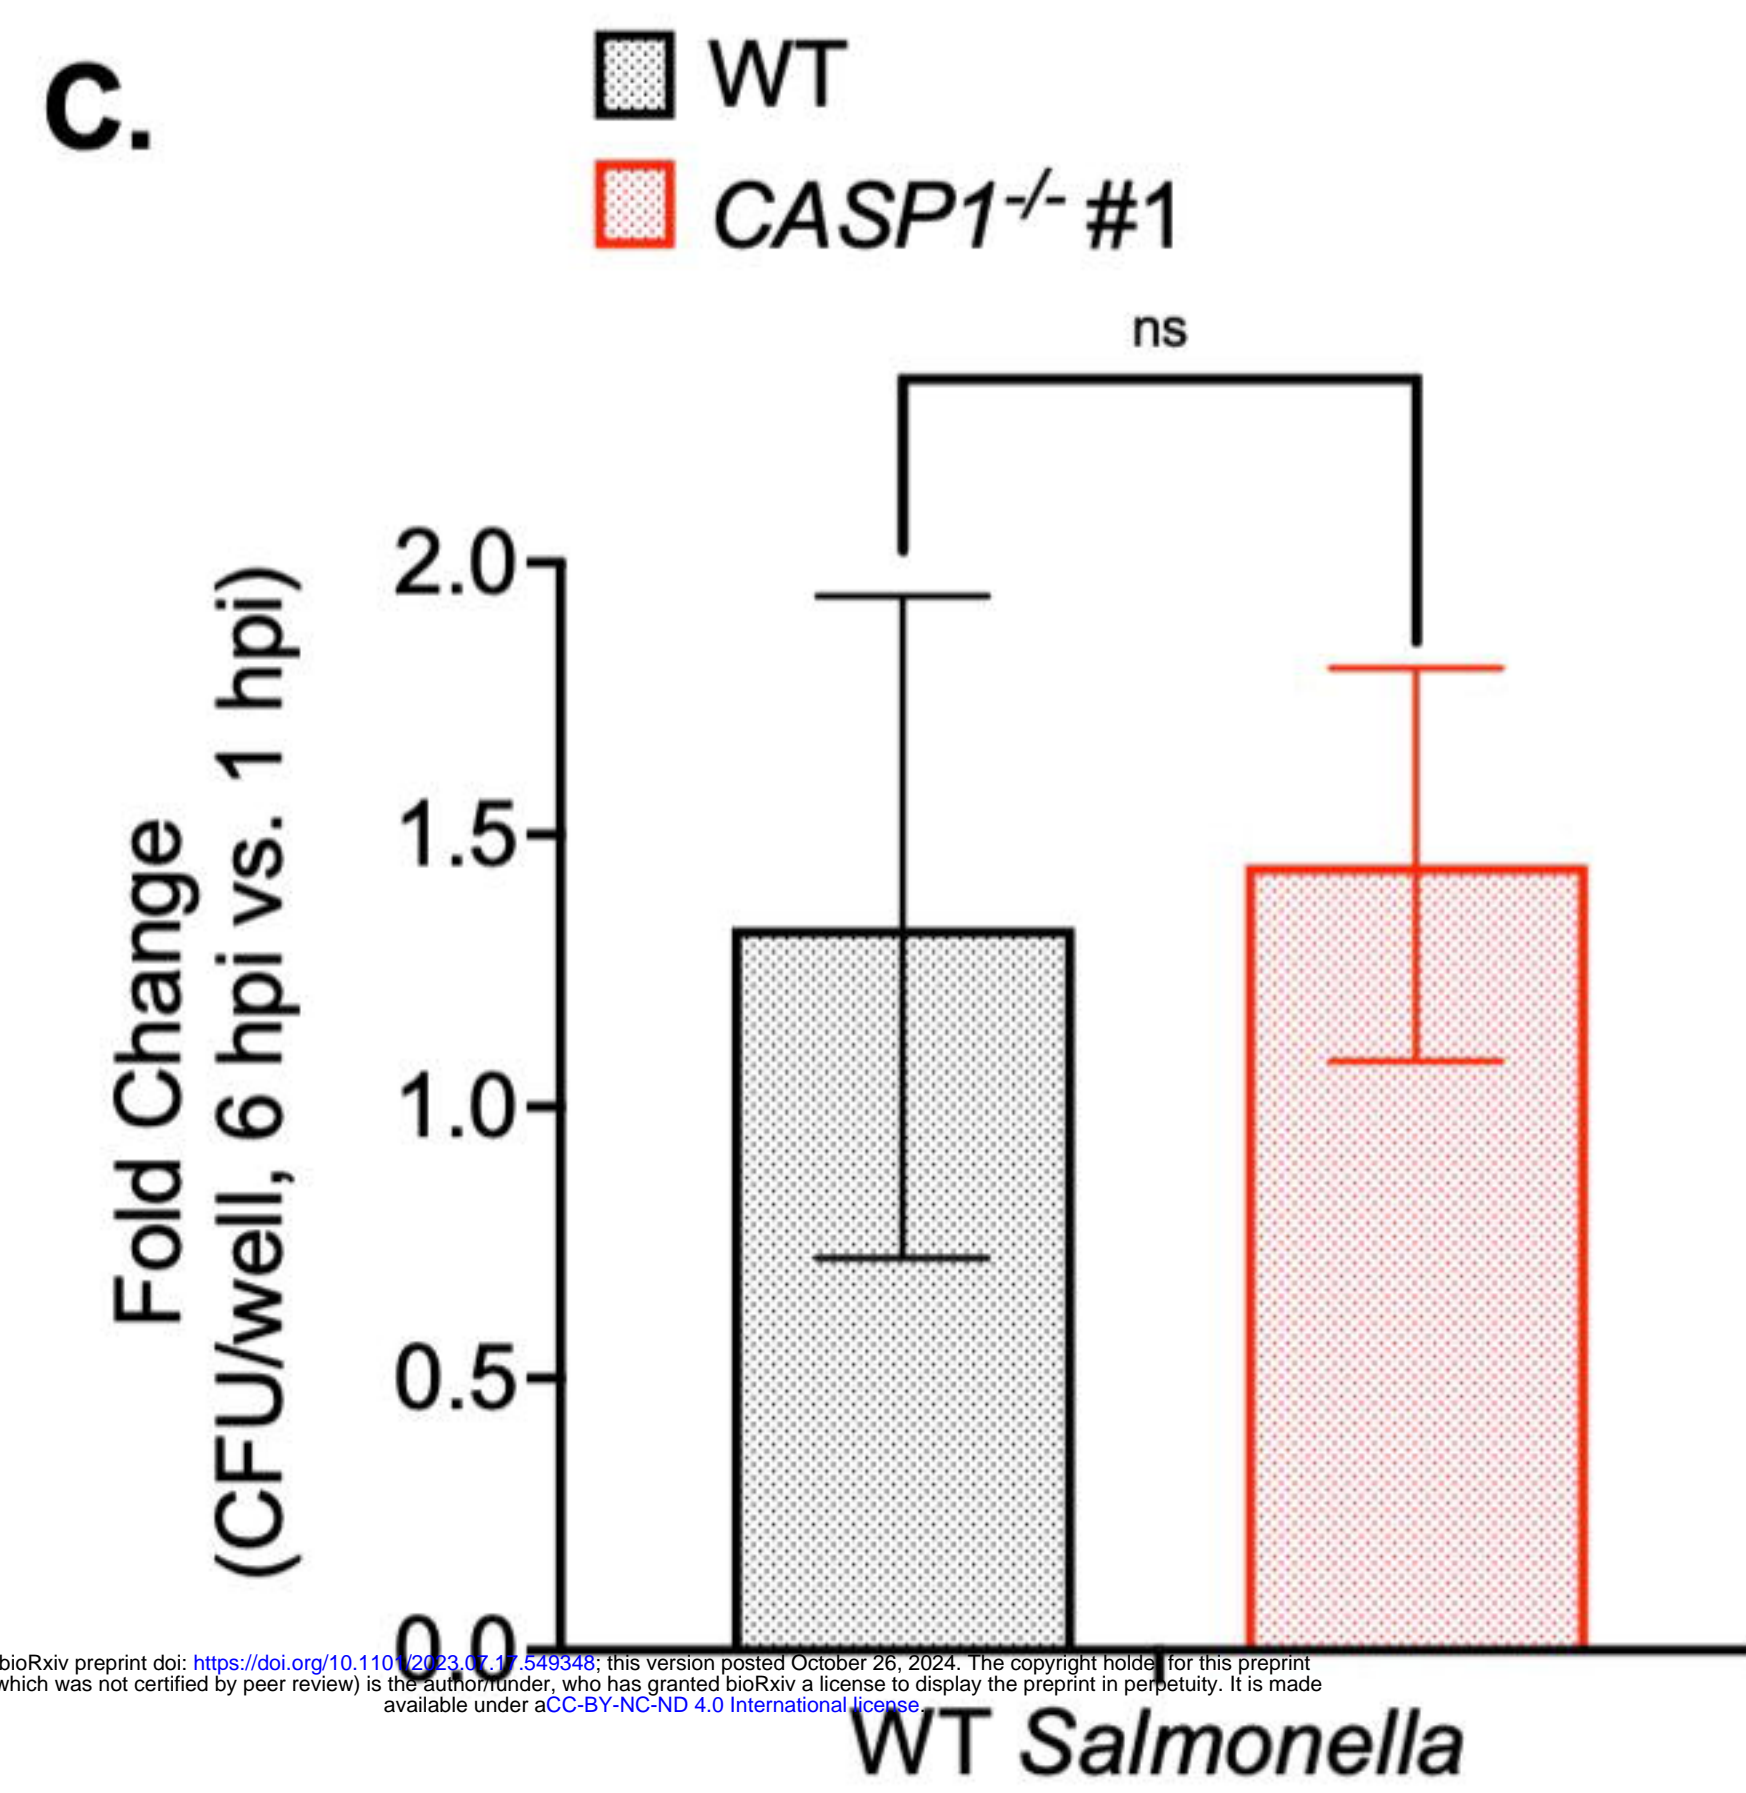 C.
WT
CASP1-/- #1
ns
Fold Change
(CFU/well, 6 hpi vs. 1 hpi)
2.0
1.5
1.0
0.5
0.0
bioRxiv preprint doi: https://doi.org/10.1101/2023.07.17.549348; this version posted October 26, 2024. The copyright holder for this preprint
which was not certified by peer review) is the author/funder, who has granted bioRxiv a license to display the preprint in perpetuity. It is made
available under aCC-BY-NC-ND 4.0 International license.
WT Salmonella